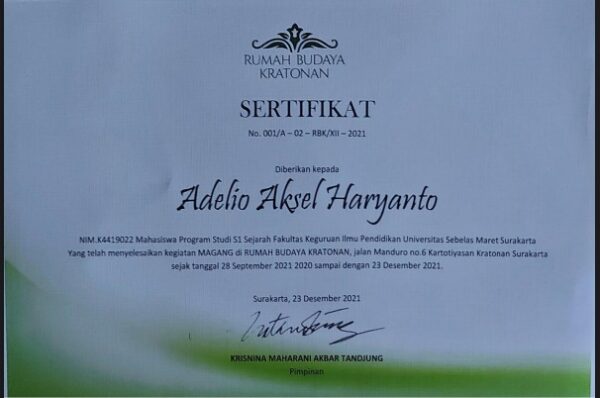 RUMAH BUDAYA
KRATONAN
SERTIFIKAT
No. 001/A – 02 – RBK/XII – 2021
Diberikan kepada
Adelio Aksel Haryanto
NIM.K4419022 Mahasiswa Program Studi S1 Sejarah Fakultas Keguruan Ilmu Pendidikan Universitas Sebelas Maret Surakarta
Yang telah menyelesaikan kegiatan MAGANG di RUMAH BUDAYA KRATONAN, jalan Manduro no.6 Kartotiyasan Kratonan Surakarta
sejak tanggal 28 September 2021 2020 sampai dengan 23 Desember 2021.
Surakarta, 23 Desember 2021
KRISNINA MAHARANI AKBAR TANDJUNG
Pimpinan